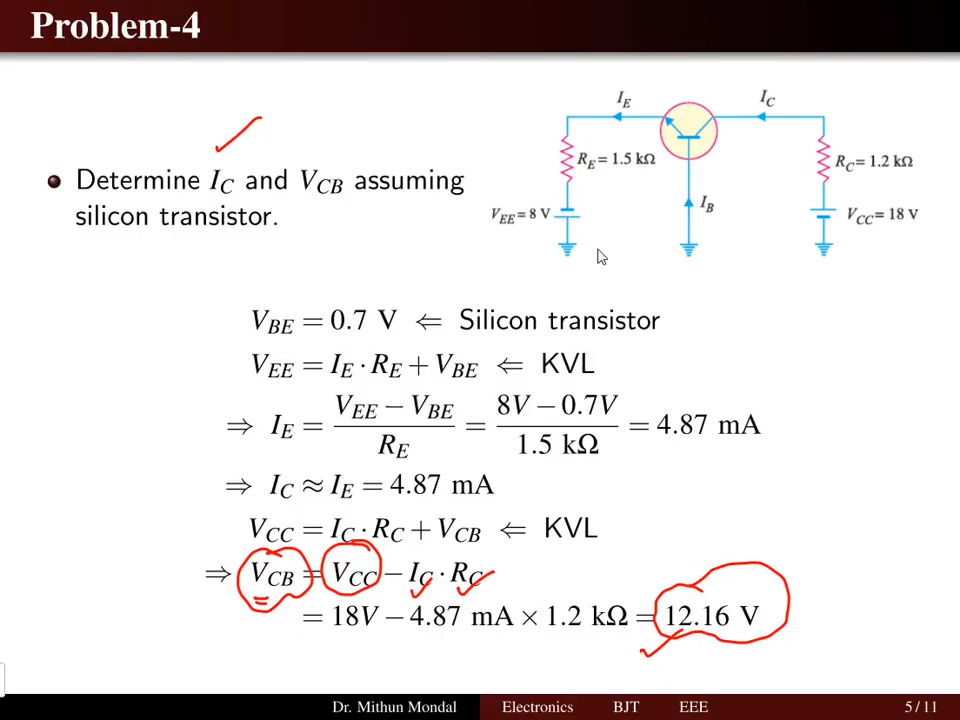 Problem-4
Determine I_C and V_CB assuming
silicon transistor.
I_E
I_C
R_E = 1.5 kΩ
R_C = 1.2 kΩ
V_EE = 8 V
I_B
V_CC = 18 V
V_BE = 0.7 V ⇐ Silicon transistor
V_EE = I_E · R_E + V_BE ⇐ KVL
⇒ I_E = (V_EE − V_BE) / R_E = (8V − 0.7V) / 1.5 kΩ = 4.87 mA
⇒ I_C ≈ I_E = 4.87 mA
V_CC = I_C · R_C + V_CB ⇐ KVL
⇒ V_CB = V_CC − I_C · R_C
= 18V − 4.87 mA × 1.2 kΩ = 12.16 V
Dr. Mithun Mondal Electronics BJT EEE 5 / 11